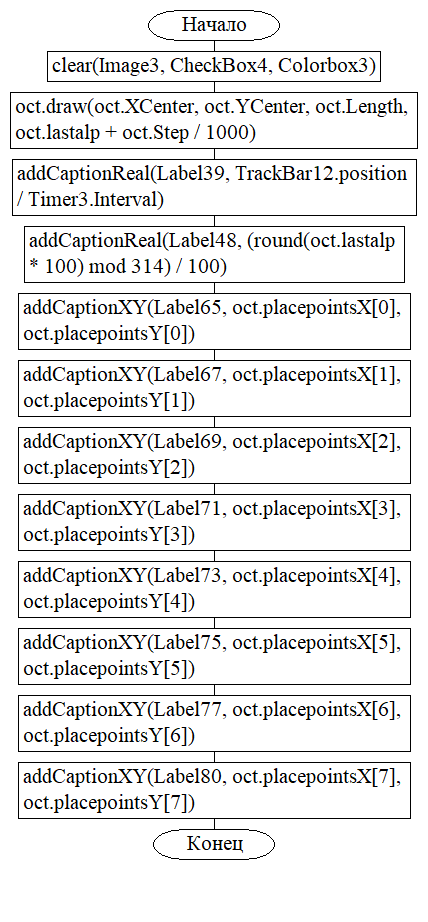 Начало
clear(Image3, CheckBox4, Colorbox3)
oct.draw(oct.XCenter, oct.YCenter, oct.Length,
oct.lastalp + oct.Step / 1000)
addCaptionReal(Label39, TrackBar12.position
/ Timer3.Interval)
addCaptionReal(Label48, (round(oct.lastalp
* 100) mod 314) / 100)
addCaptionXY(Label65, oct.placepointsX[0],
oct.placepointsY[0])
addCaptionXY(Label67, oct.placepointsX[1],
oct.placepointsY[1])
addCaptionXY(Label69, oct.placepointsX[2],
oct.placepointsY[2])
addCaptionXY(Label71, oct.placepointsX[3],
oct.placepointsY[3])
addCaptionXY(Label73, oct.placepointsX[4],
oct.placepointsY[4])
addCaptionXY(Label75, oct.placepointsX[5],
oct.placepointsY[5])
addCaptionXY(Label77, oct.placepointsX[6],
oct.placepointsY[6])
addCaptionXY(Label80, oct.placepointsX[7],
oct.placepointsY[7])
Конец